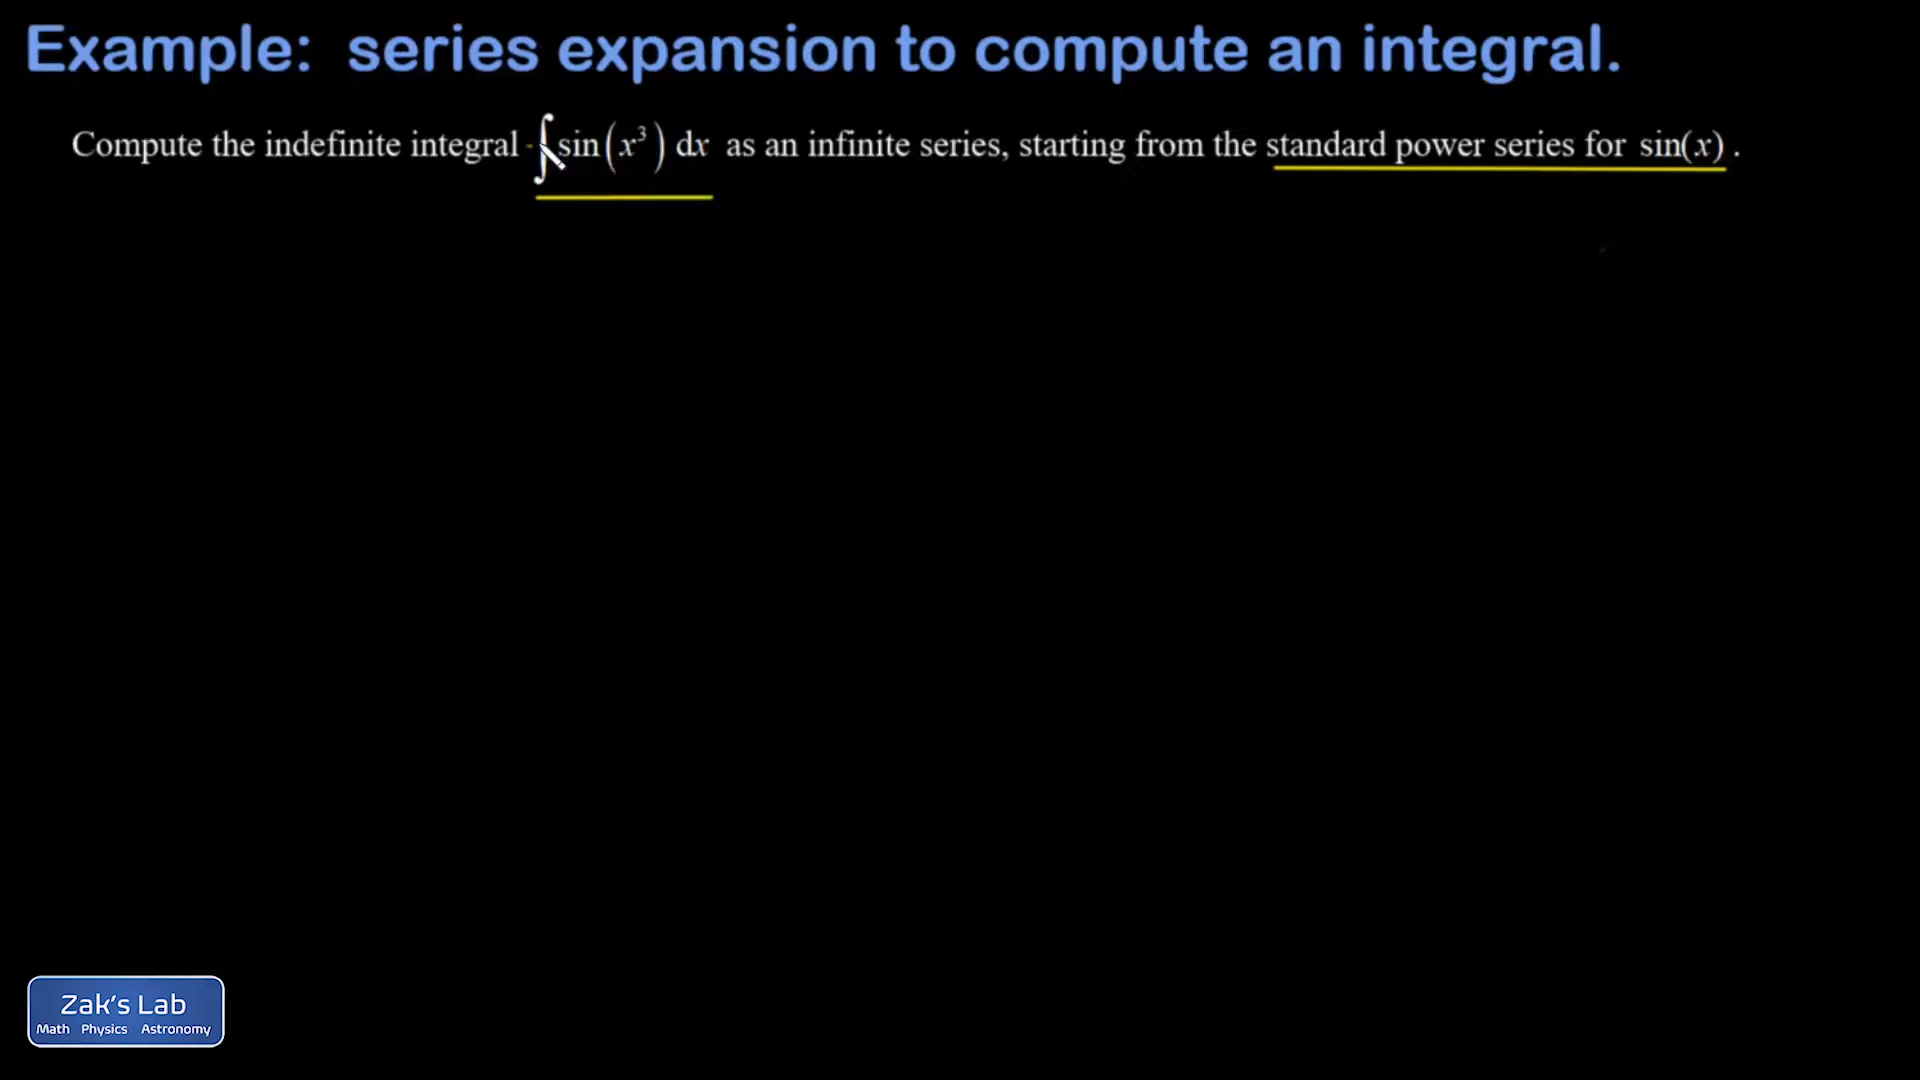 Example: series expansion to compute an integral.
Compute the indefinite integral ∫sin(x³) dx as an infinite series, starting from the standard power series for sin(x).
Zak's Lab
Math Physics Astronomy